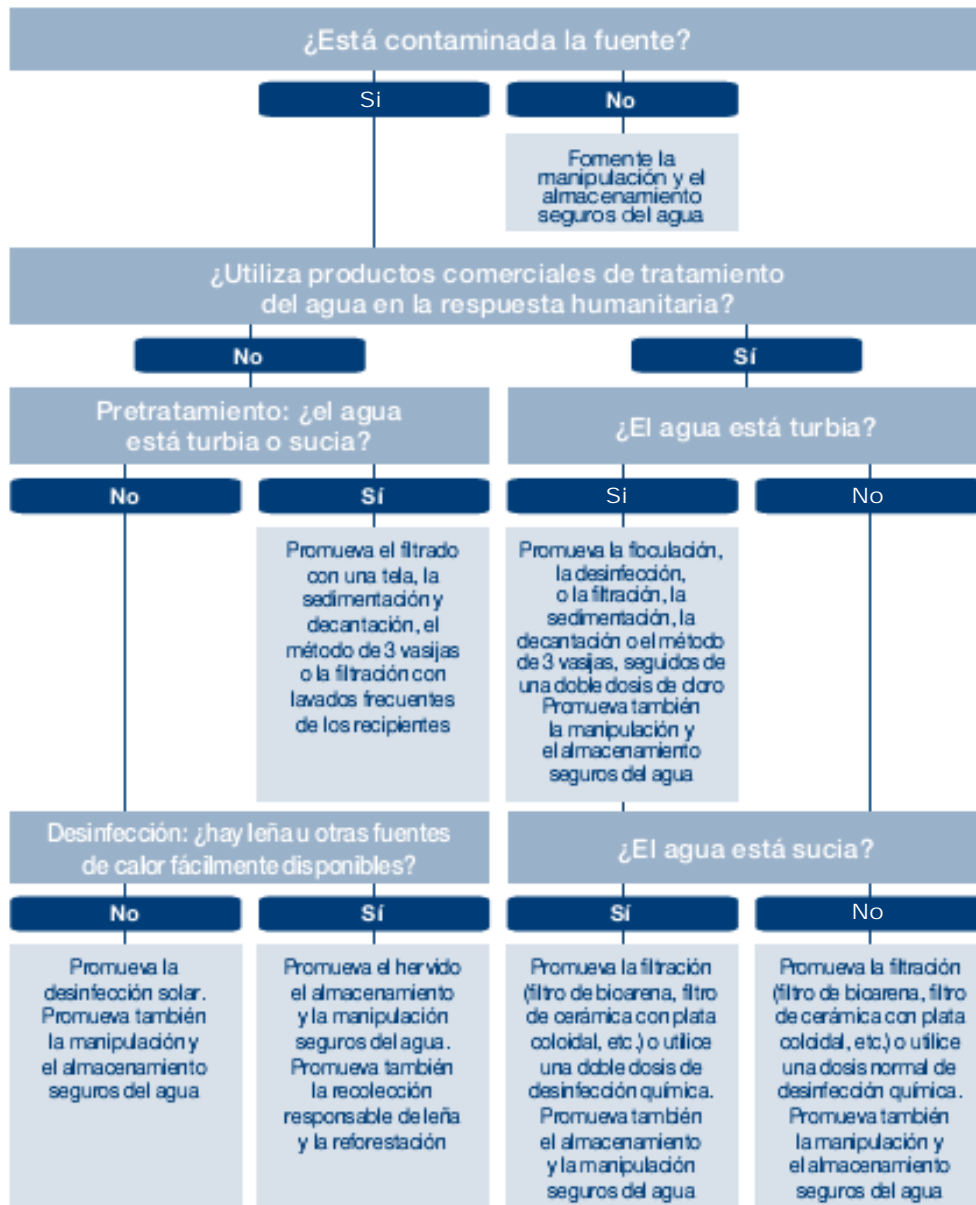 ¿Está contaminada la fuente?
Si
No
Fomente la
manipulación y el
almacenamiento
seguros del agua
¿Utiliza productos comerciales de tratamiento
del agua en la respuesta humanitaria?
No
Sí
Pretratamiento: ¿el agua
está turbia o sucia?
¿El agua está turbia?
No
Sí
Si
No
Promueva el filtrado
con una tela, la
sedimentación y
decantación, el
método de 3 vasijas
o la filtración con
lavados frecuentes
de los recipientes
Promueva la floculación,
la desinfección,
o la filtración, la
sedimentación, la
decantación o el método
de 3 vasijas, seguidos de
una doble dosis de cloro
Promueva también
la manipulación y
el almacenamiento
seguros del agua
Desinfección: ¿hay leña u otras fuentes
de calor fácilmente disponibles?
¿El agua está sucia?
No
Sí
Sí
No
Promueva la
desinfección solar.
Promueva también
la manipulación y
el almacenamiento
seguros del agua
Promueva el hervido
el almacenamiento
y la manipulación
seguros del agua.
Promueva también
la recolección
responsable de leña
y la reforestación
Promueva la filtración
(filtro de bioarena, filtro
de cerámica con plata
coloidal, etc.) o utilice
una doble dosis de
desinfección química.
Promueva también
el almacenamiento
y la manipulación
seguros del agua
Promueva la filtración
(filtro de bioarena, filtro
de cerámica con plata
coloidal, etc.) o utilice
una dosis normal de
desinfección química.
Promueva también
la manipulación y
el almacenamiento
seguros del agua